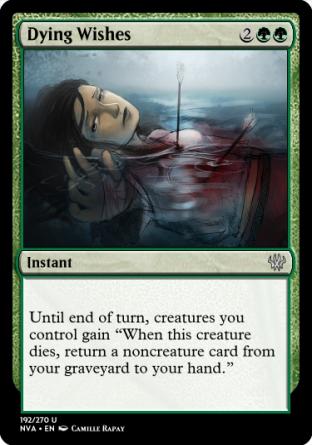 Dying Wishes 2
Instant
Until end of turn, creatures you
control gain “When this creature
dies, return a noncreature card from
your graveyard to your hand.”
192/270 U
NVA • EN CAMILLE RAPAY